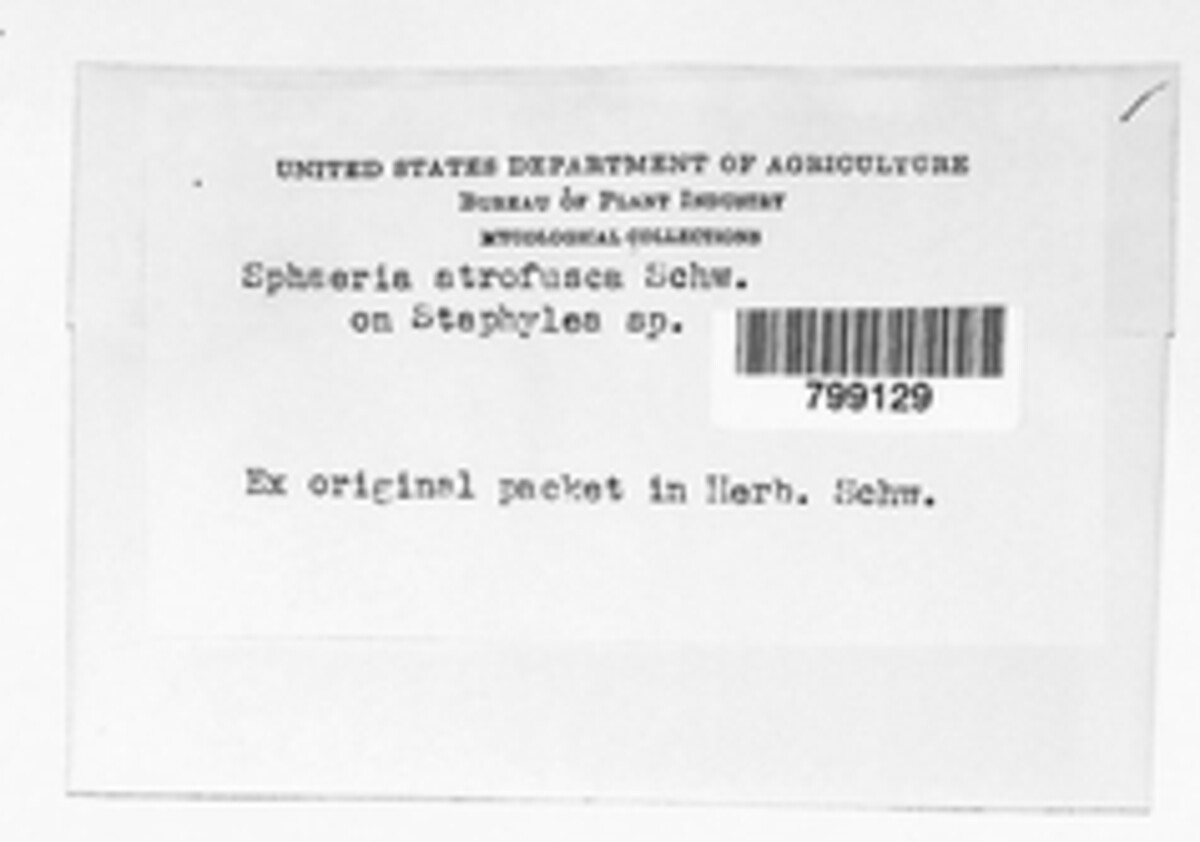 UNITED STATES DEPARTMENT OF AGRICULTURE
BUREAU OF PLANT INDUSTRY
MYCOLOGICAL COLLECTIONS
Sphaeria atrofusca Schw.
on Staphylea sp.
799129
Ex original packet in Herb. Schw.